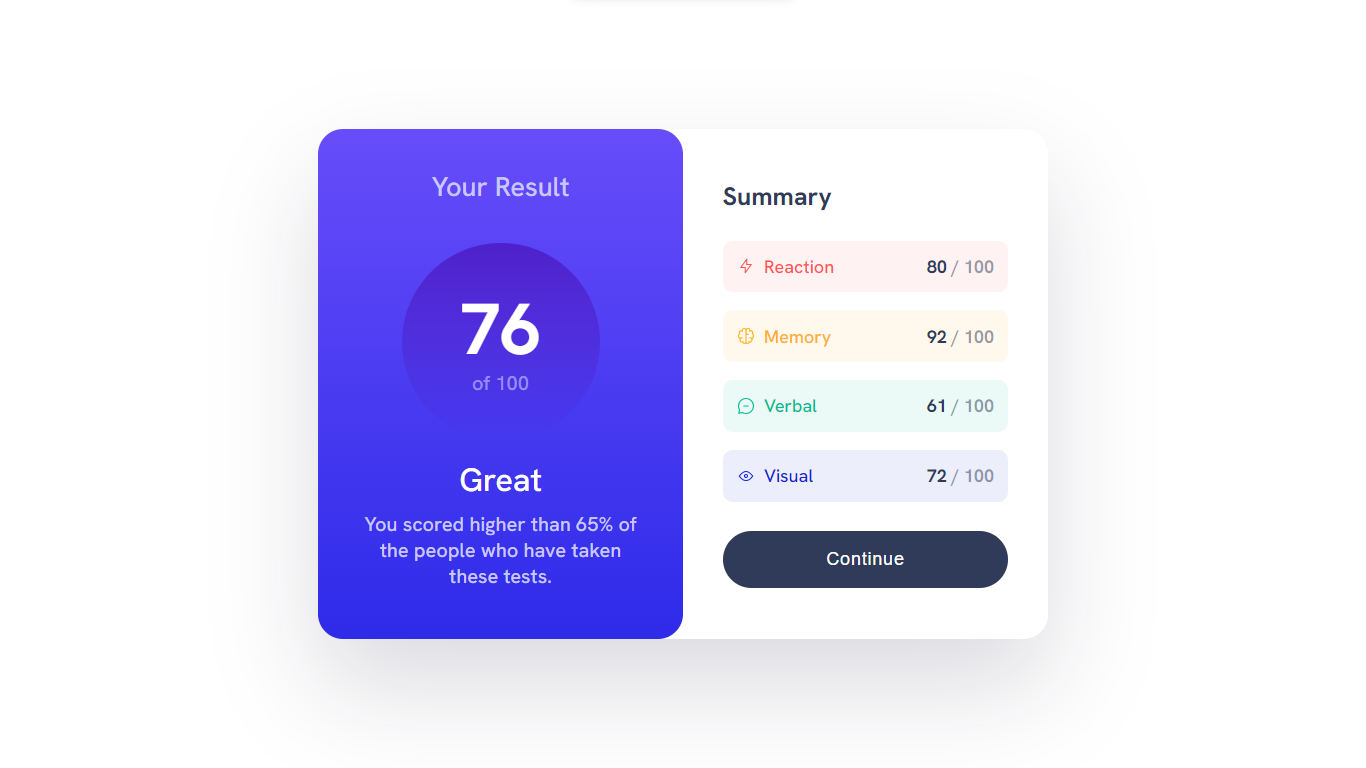 Your Result
76
of 100
Great
You scored higher than 65% of
the people who have taken
these tests.
Summary
Reaction 80 / 100
Memory 92 / 100
Verbal 61 / 100
Visual 72 / 100
Continue